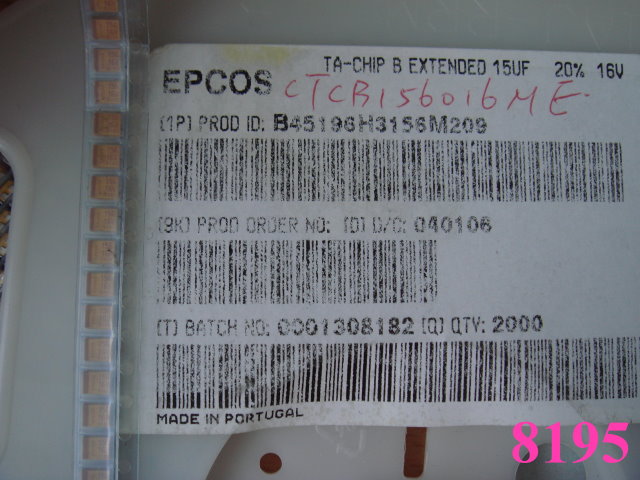 TA-CHIP B EXTENDED 15UF 20% 16V
EPCOS
CTCB156016ME
(1P) PROD ID: B45196H3156M209
(9K) PROD ORDER NO: (D) D/C: 040106
(T) BATCH NO: 0001308182 (Q) QTY: 2000
MADE IN PORTUGAL
8195